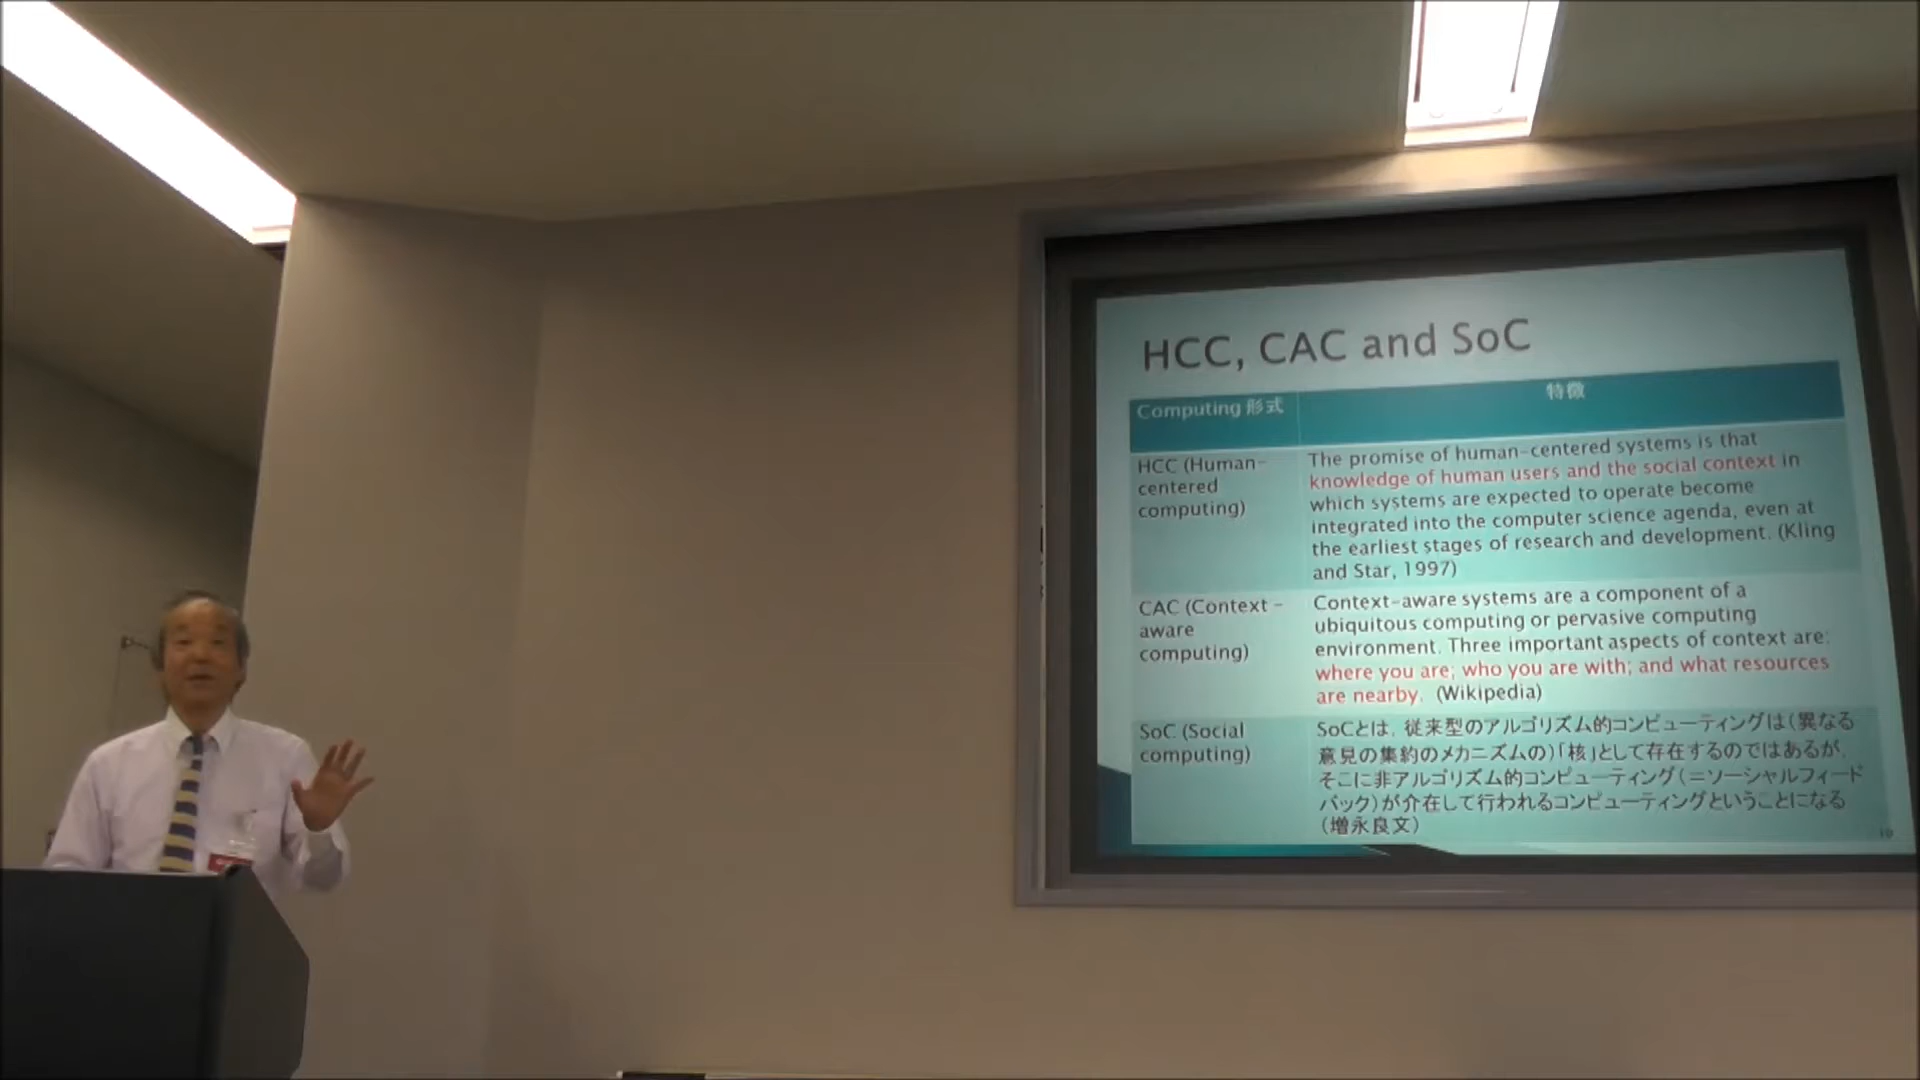 HCC, CAC and SoC
Computing 形式
特徴
HCC (Human-
centered
computing)
The promise of human-centered systems is that
knowledge of human users and the social context in
which systems are expected to operate become
integrated into the computer science agenda, even at
the earliest stages of research and development. (Kling
and Star, 1997)
CAC (Context -
aware
computing)
Context-aware systems are a component of a
ubiquitous computing or pervasive computing
environment. Three important aspects of context are:
where you are; who you are with; and what resources
are nearby. (Wikipedia)
SoC (Social
computing)
SoCとは，従来型のアルゴリズム的コンピューティングは（異なる
意見の集約のメカニズムの）「核」として存在するのではあるが，
そこに非アルゴリズム的コンピューティング（＝ソーシャルフィード
バック）が介在して行われるコンピューティングということになる
（増永良文）